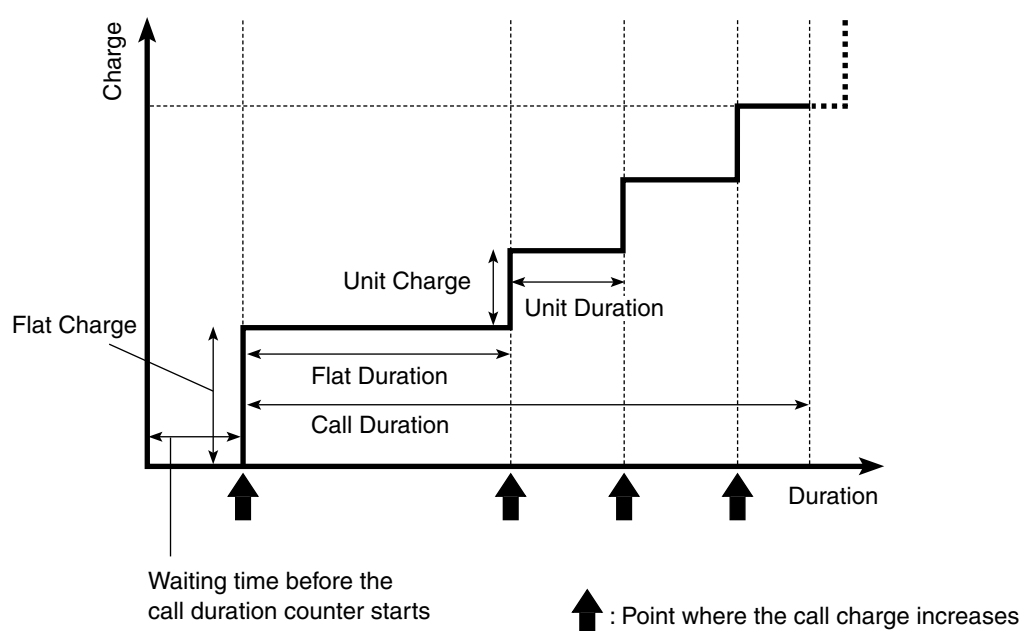 Charge
Unit Charge
Unit Duration
Flat Charge
Flat Duration
Call Duration
Duration
Waiting time before the
call duration counter starts
: Point where the call charge increases